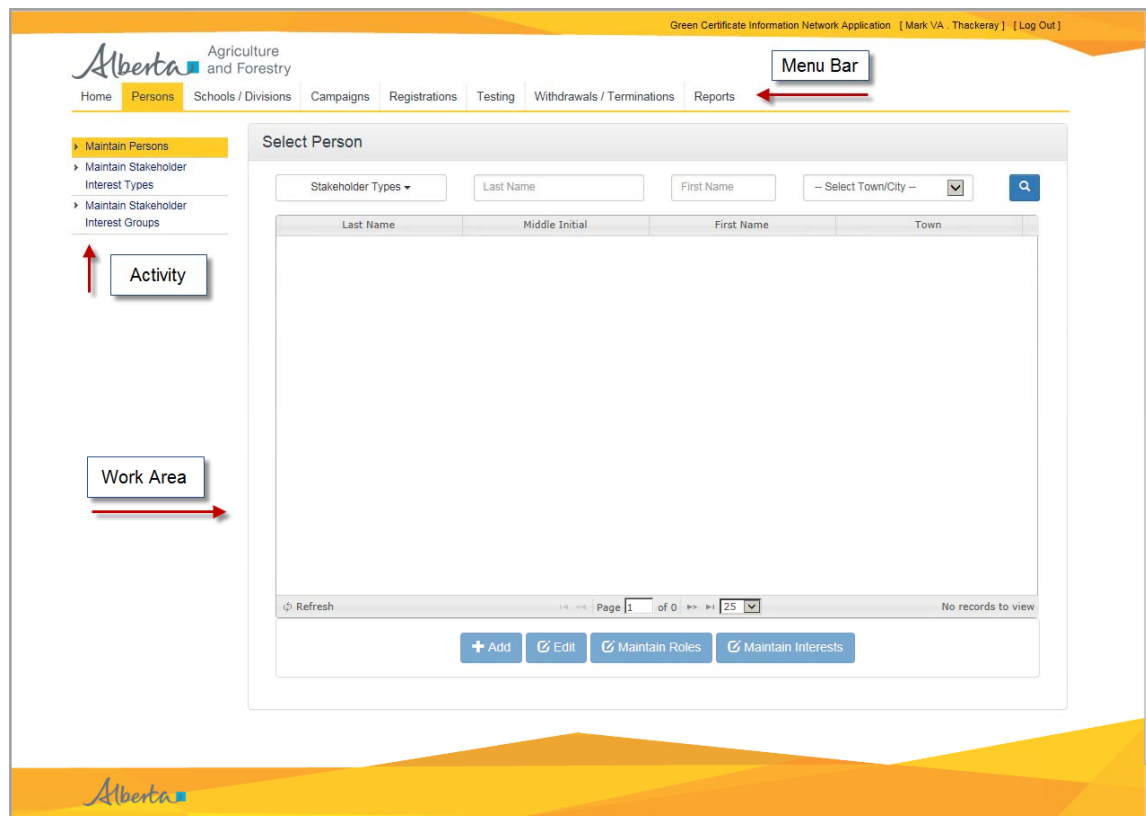 Green Certificate Information Network Application [ Mark VA . Thackeray ] [ Log Out ]
Alberta Agriculture
and Forestry
Menu Bar
Home Persons Schools / Divisions Campaigns Registrations Testing Withdrawals / Terminations Reports
Maintain Persons
Maintain Stakeholder
Interest Types
Maintain Stakeholder
Interest Groups
Activity
Work Area
Select Person
Stakeholder Types Last Name First Name -- Select Town/City --
Last Name Middle Initial First Name Town
Refresh Page 1 of 0 25 No records to view
Add Edit Maintain Roles Maintain Interests
Alberta